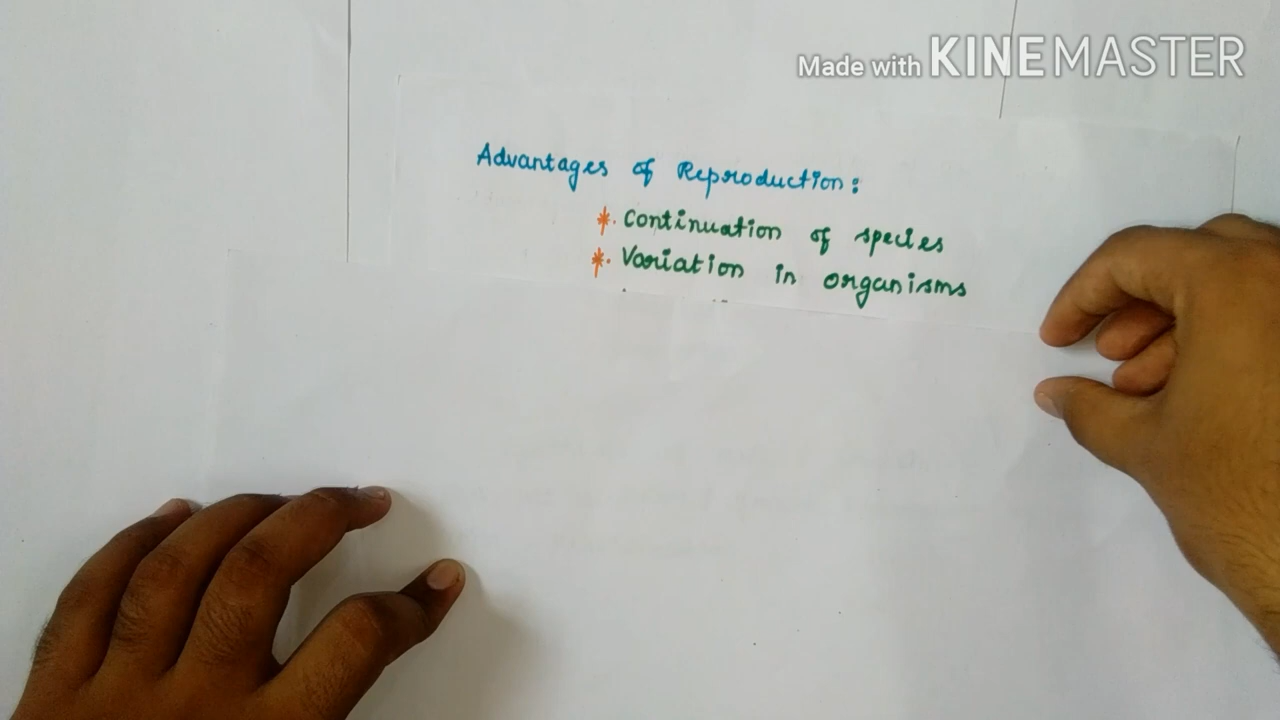 Made with KINEMASTER
Advantages of Reproduction:
*. Continuation of species
*. Variation in organisms